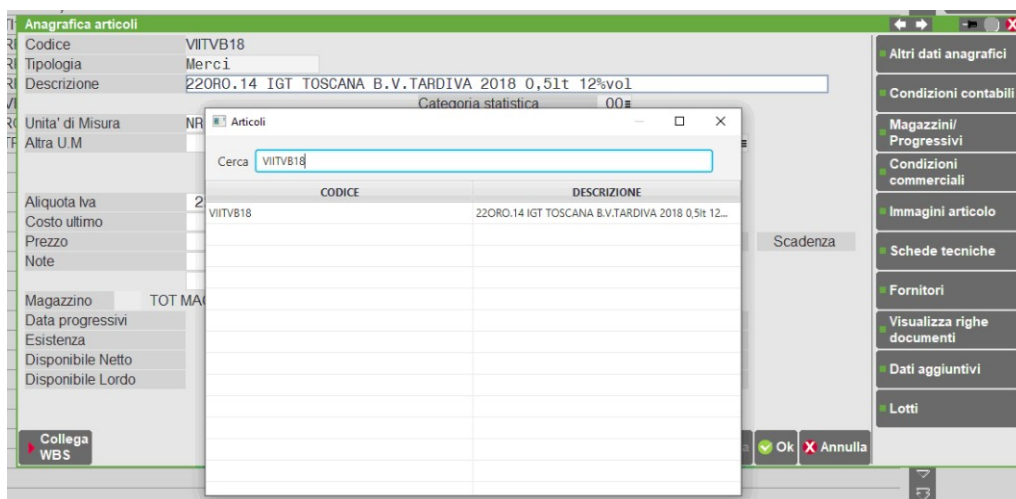 Anagrafica articoli
Codice VIITVB18
Tipologia Merci
Descrizione 22ORO.14 IGT TOSCANA B.V.TARDIVA 2018 0,5lt 12%vol
Categoria statistica 00
Unita' di Misura NR
Altra U.M
Articoli
Cerca VIITVB18
CODICE DESCRIZIONE
VIITVB18 22ORO.14 IGT TOSCANA B.V.TARDIVA 2018 0,5lt 12...
Aliquota Iva 2
Costo ultimo
Prezzo Scadenza
Note
Magazzino TOT MA
Data progressivi
Esistenza
Disponibile Netto
Disponibile Lordo
Collega
WBS
Ok Annulla
Altri dati anagrafici
Condizioni contabili
Magazzini/
Progressivi
Condizioni
commerciali
Immagini articolo
Schede tecniche
Fornitori
Visualizza righe
documenti
Dati aggiuntivi
Lotti